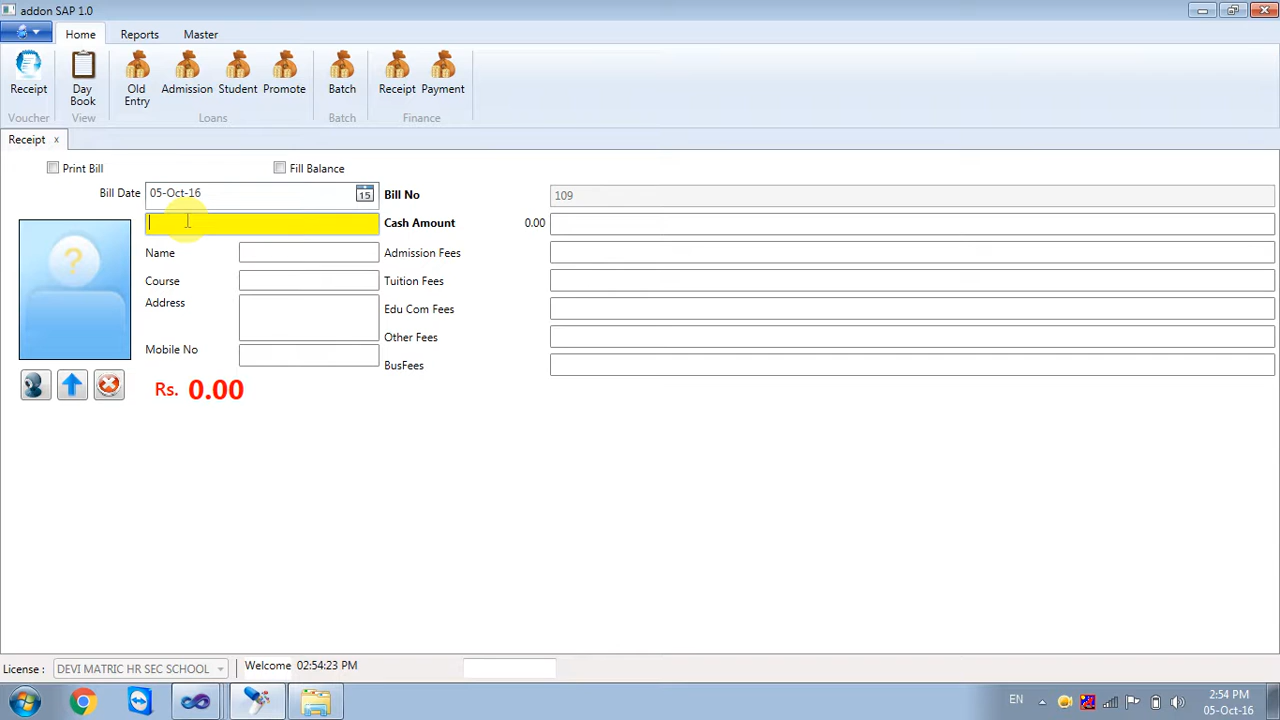 addon SAP 1.0
Home Reports Master
Receipt Day Book Old Entry Admission Student Promote Batch Receipt Payment
Voucher View Loans Batch Finance
Receipt x
Print Bill Fill Balance
Bill Date 05-Oct-16 15 Bill No 109
Cash Amount 0.00
Name Admission Fees
Course Tuition Fees
Address Edu Com Fees
Other Fees
Mobile No BusFees
Rs. 0.00
License : DEVI MATRIC HR SEC SCHOOL Welcome 02:54:23 PM
EN 2:54 PM
05-Oct-16